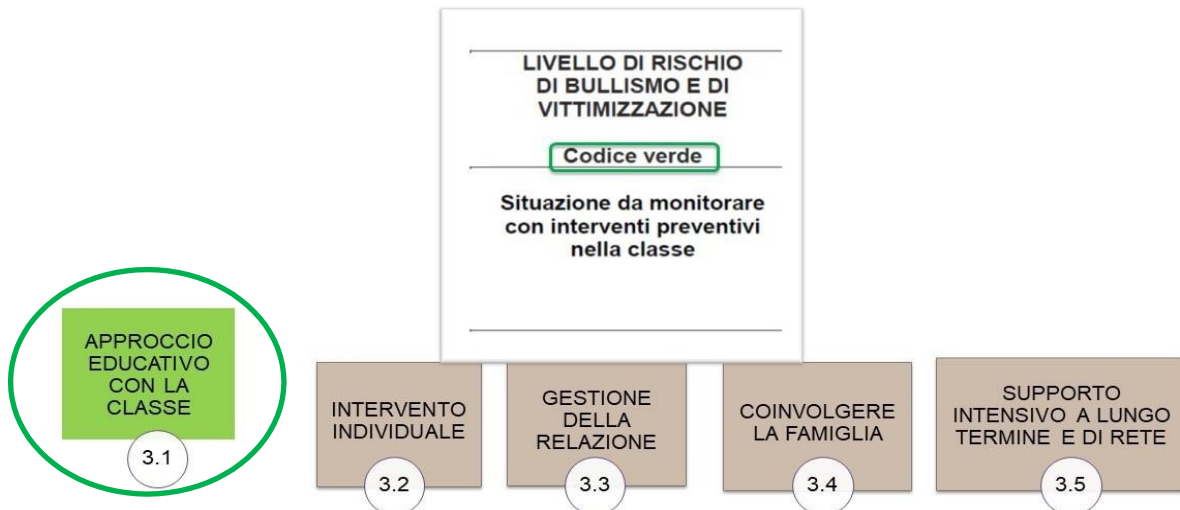 LIVELLO DI RISCHIO
DI BULLISMO E DI
VITTIMIZZAZIONE
Codice verde
Situazione da monitorare
con interventi preventivi
nella classe
APPROCCIO
EDUCATIVO
CON LA
CLASSE
3.1
INTERVENTO
INDIVIDUALE
3.2
GESTIONE
DELLA
RELAZIONE
3.3
COINVOLGERE
LA FAMIGLIA
3.4
SUPPORTO
INTENSIVO A LUNGO
TERMINE E DI RETE
3.5